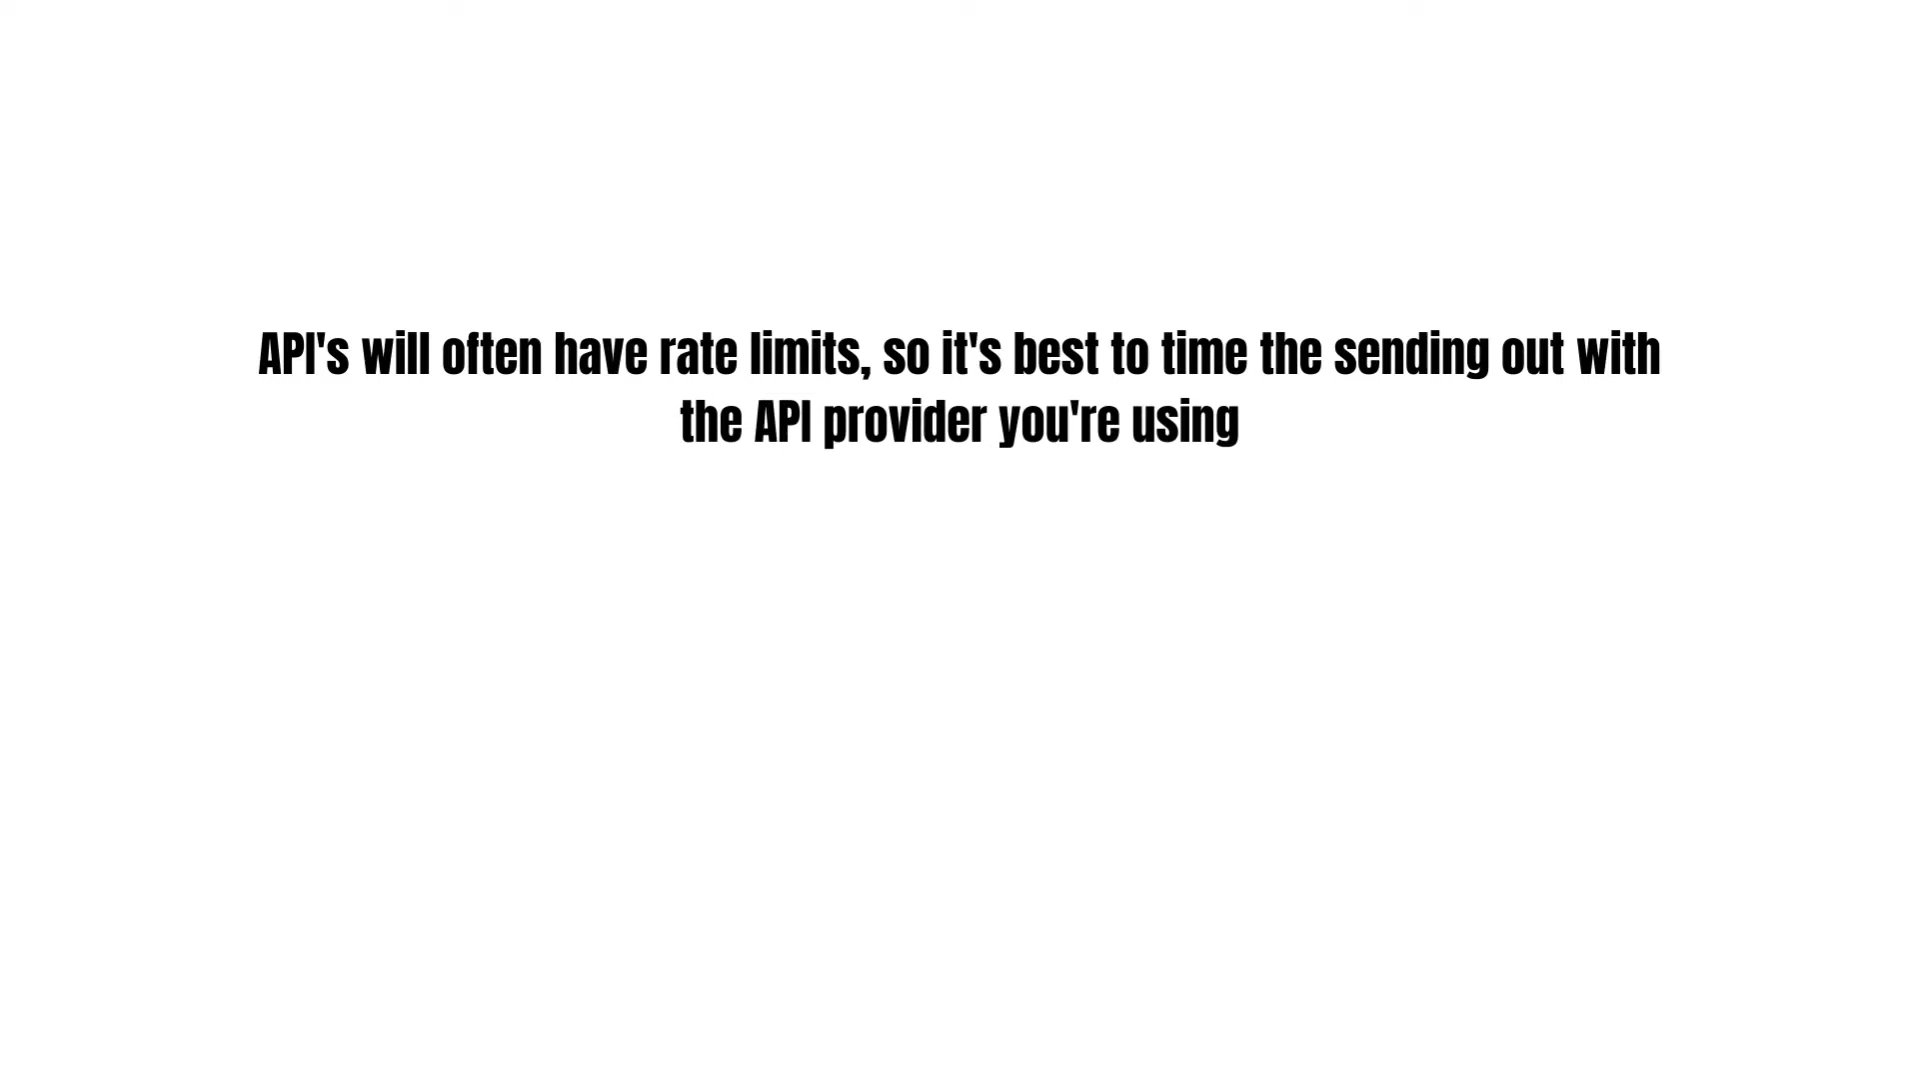 API's will often have rate limits, so it's best to time the sending out with
the API provider you're using